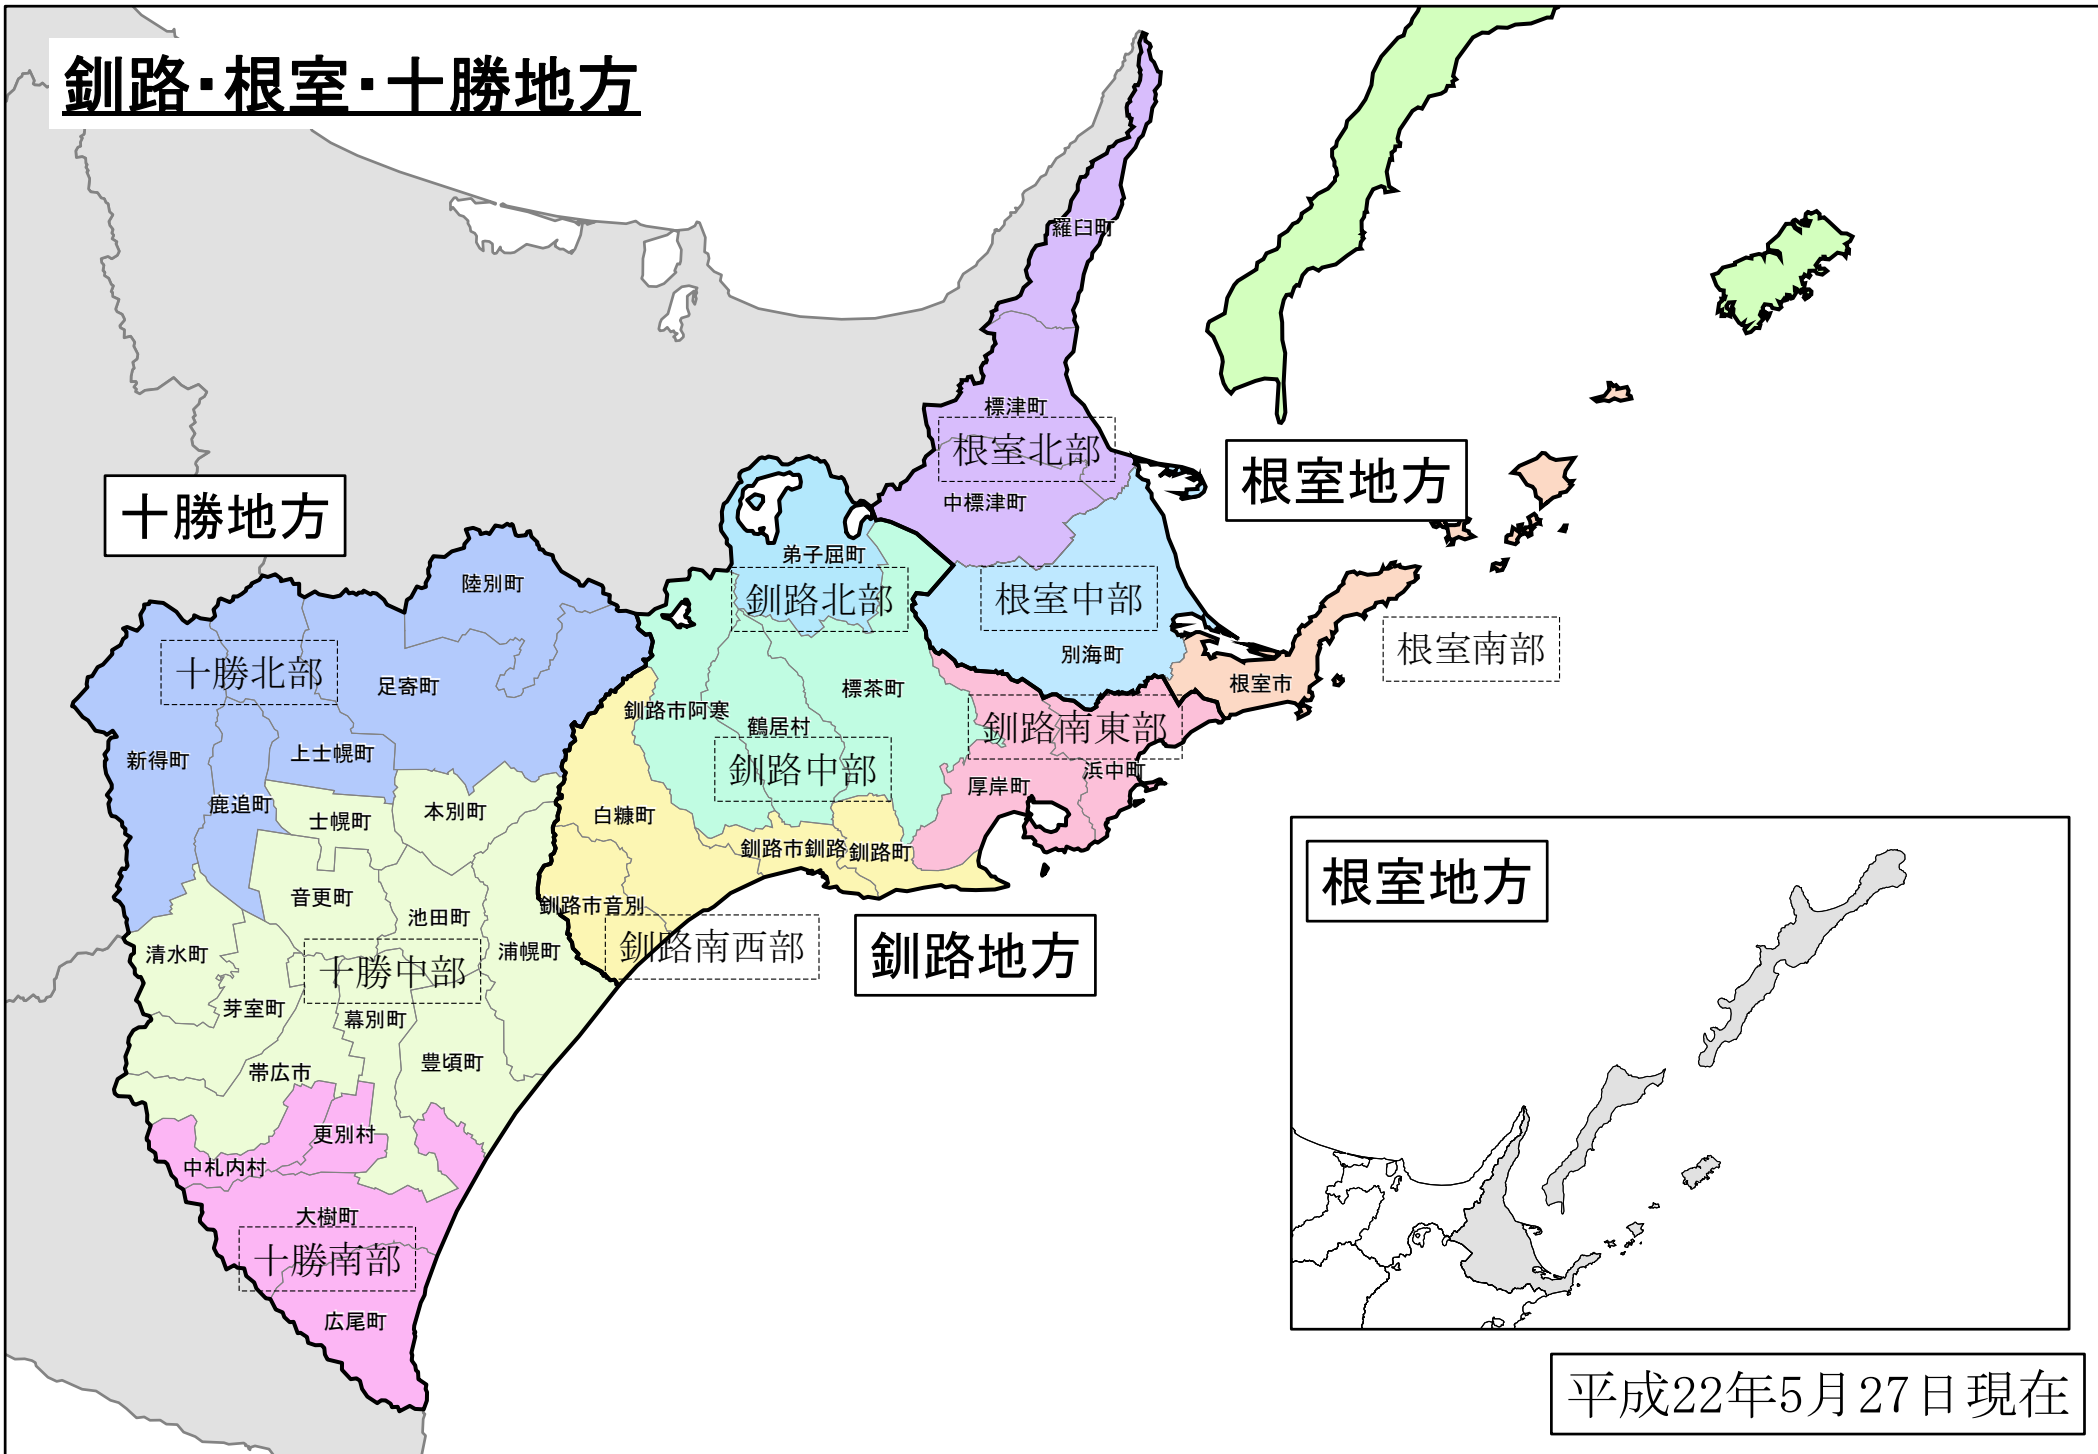 釧路・根室・十勝地方
羅臼町
標津町
根室北部
中標津町
根室地方
十勝地方
弟子屈町
陸別町
釧路北部
根室中部
別海町
根室南部
十勝北部
足寄町
標茶町
根室市
釧路市阿寒
鶴居村
釧路南東部
新得町
上士幌町
釧路中部
浜中町
厚岸町
鹿追町
士幌町
本別町
白糠町
釧路市釧路
釧路町
音更町
池田町
釧路市音別
根室地方
清水町
十勝中部
浦幌町
釧路南西部
釧路地方
芽室町
幕別町
帯広市
豊頃町
更別村
中札内村
大樹町
十勝南部
広尾町
平成22年5月27日現在